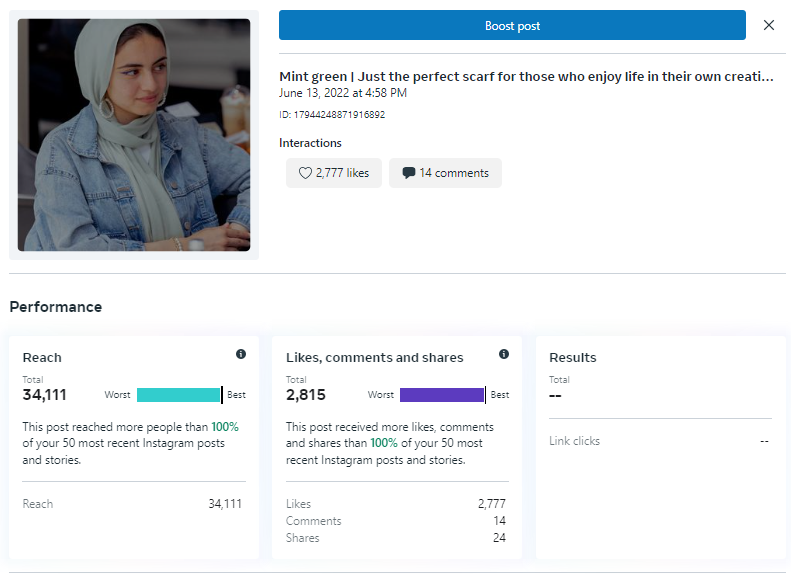 Boost post
Mint green | Just the perfect scarf for those who enjoy life in their own creati...
June 13, 2022 at 4:58 PM
ID: 17944248871916892
Interactions
2,777 likes 14 comments
Performance
Reach
Total
34,111 Worst Best
This post reached more people than 100%
of your 50 most recent Instagram posts
and stories.
Reach 34,111
Likes, comments and shares
Total
2,815 Worst Best
This post received more likes, comments
and shares than 100% of your 50 most
recent Instagram posts and stories.
Likes 2,777
Comments 14
Shares 24
Results
Total
--
Link clicks --